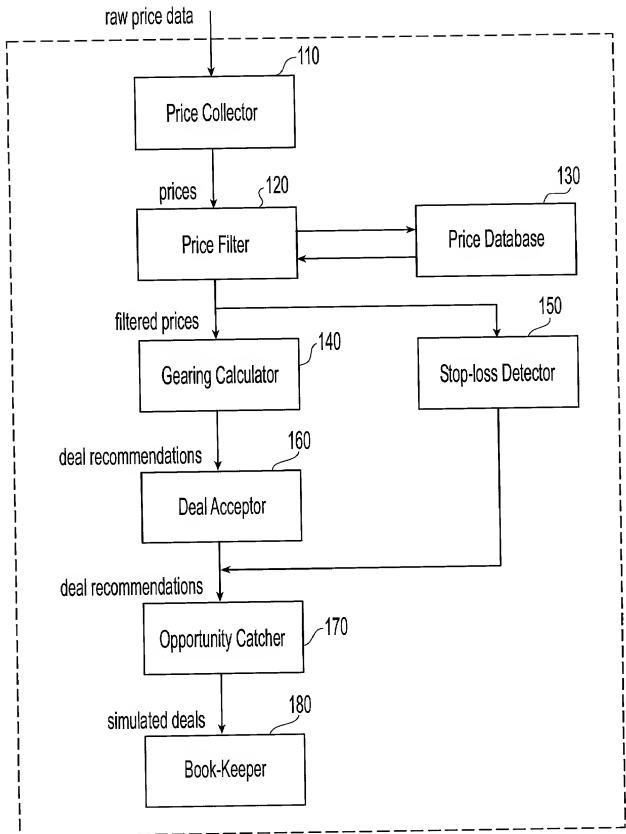 raw price data
110
Price Collector
prices
120
130
Price Filter
Price Database
filtered prices
140
150
Gearing Calculator
Stop-loss Detector
deal recommendations
160
Deal Acceptor
deal recommendations
Opportunity Catcher
170
simulated deals
180
Book-Keeper